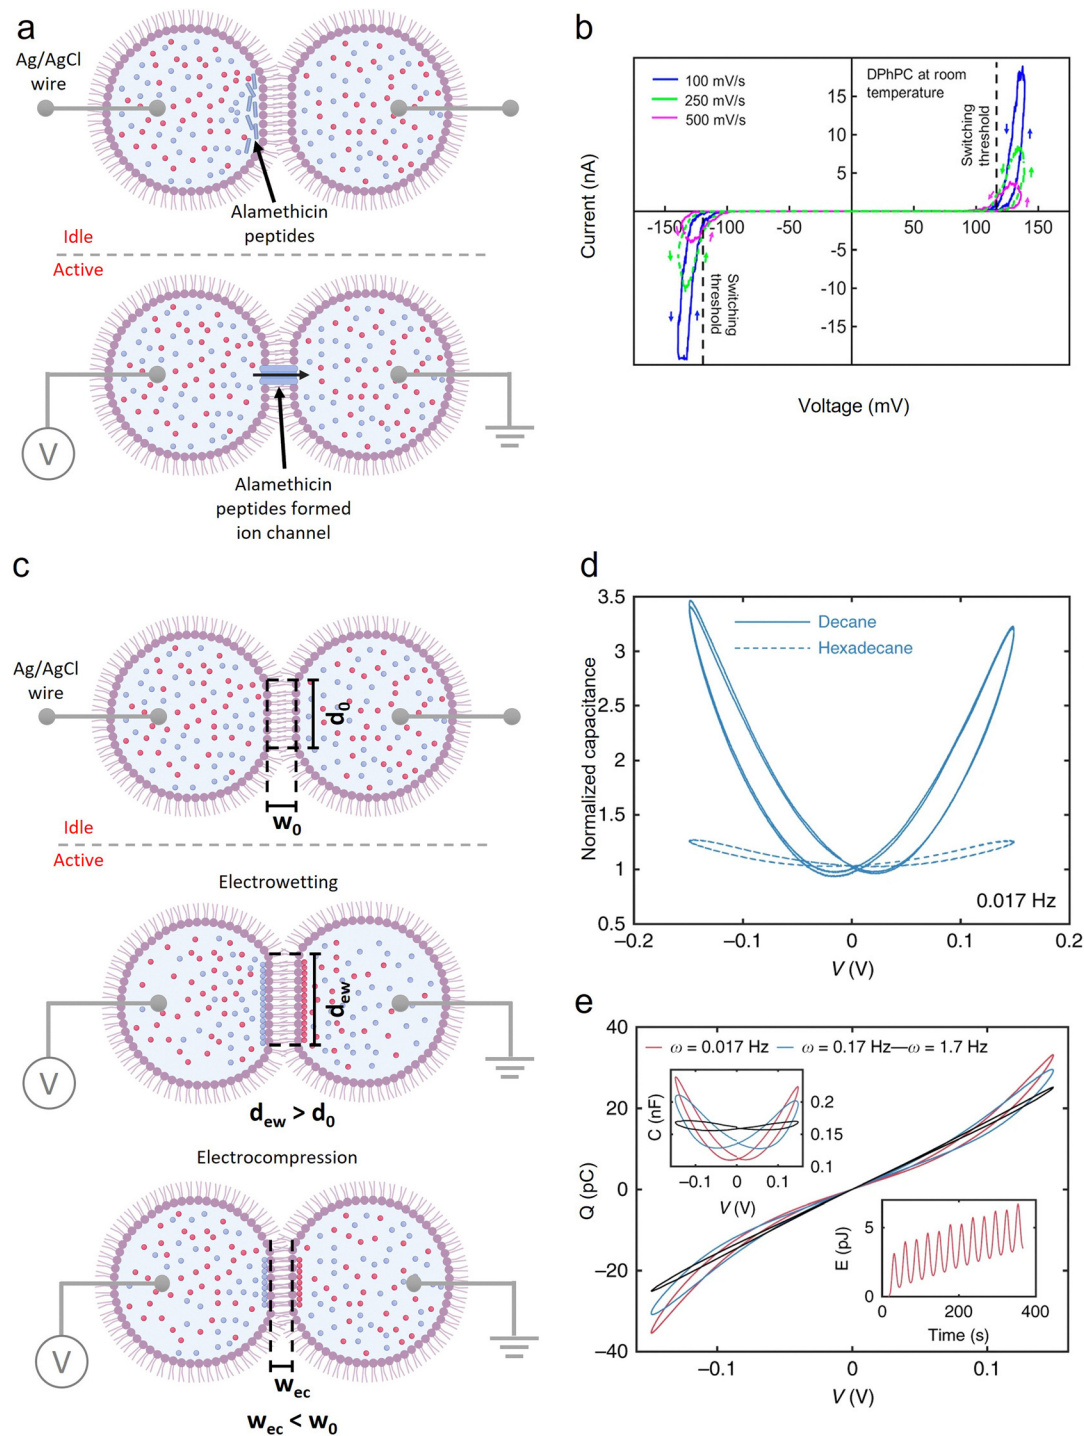 a
Ag/AgCl
wire
Alamethicin
peptides
Idle
Active
V
Alamethicin
peptides formed
ion channel
b
100 mV/s
250 mV/s
500 mV/s
DPhPC at room
temperature
Switching
threshold
Switching
threshold
15
10
5
-5
-10
-15
-150
-100
-50
50
100
150
Current (nA)
Voltage (mV)
c
Ag/AgCl
wire
d0
w0
Idle
Active
Electrowetting
dew
V
dew > d0
Electrocompression
V
wec
wec < w0
d
3.5
3
2.5
2
1.5
1
0.5
Normalized capacitance
Decane
Hexadecane
0.017 Hz
−0.2
−0.1
0
0.1
0.2
V (V)
e
40
20
0
−20
−40
Q (pC)
ω = 0.017 Hz
ω = 0.17 Hz
ω = 1.7 Hz
C (nF)
0.2
0.15
0.1
−0.1
0
0.1
V (V)
E (pJ)
5
0
0
200
400
Time (s)
−0.1
0
0.1
V (V)